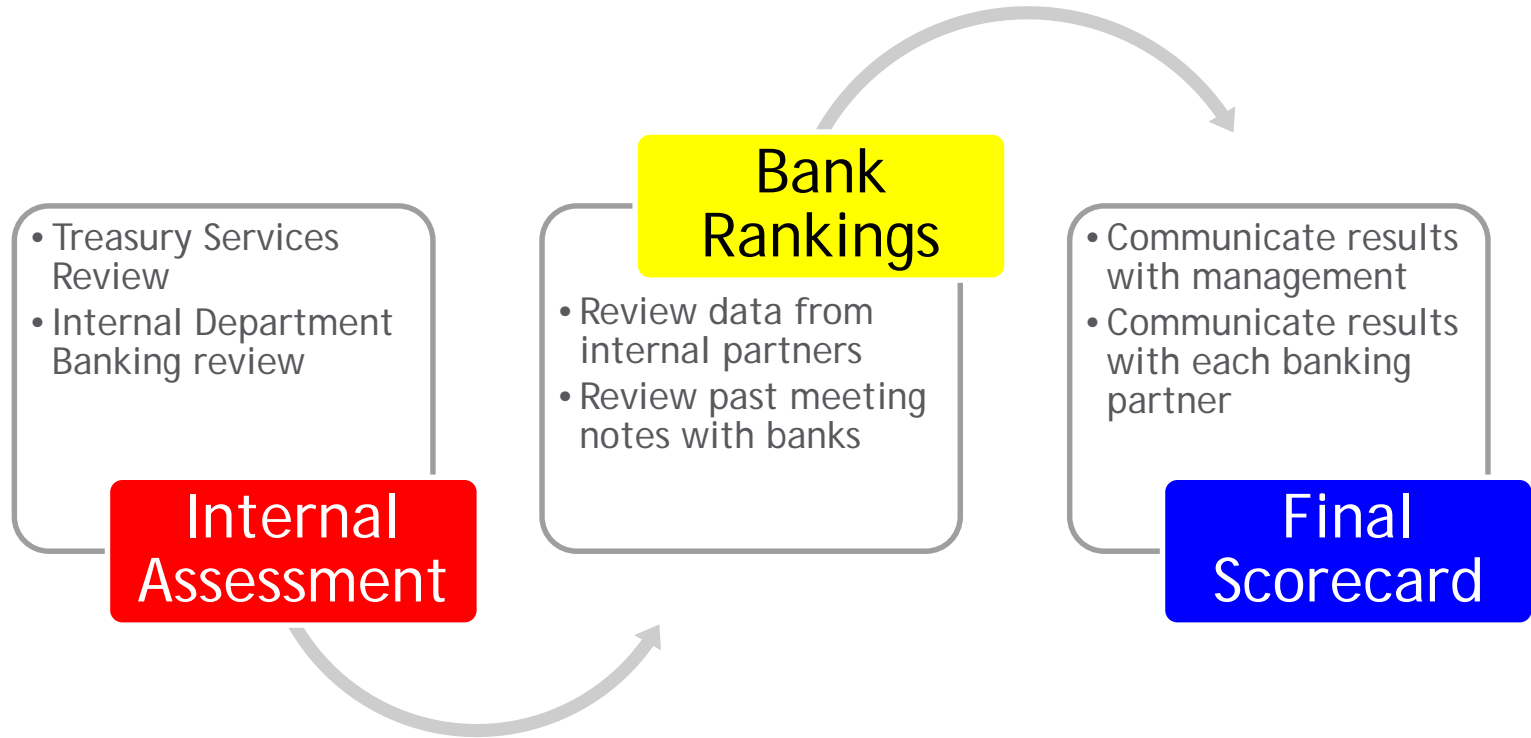 • Treasury Services
Review
• Internal Department
Banking review
Internal
Assessment
Bank
Rankings
• Review data from
internal partners
• Review past meeting
notes with banks
• Communicate results
with management
• Communicate results
with each banking
partner
Final
Scorecard